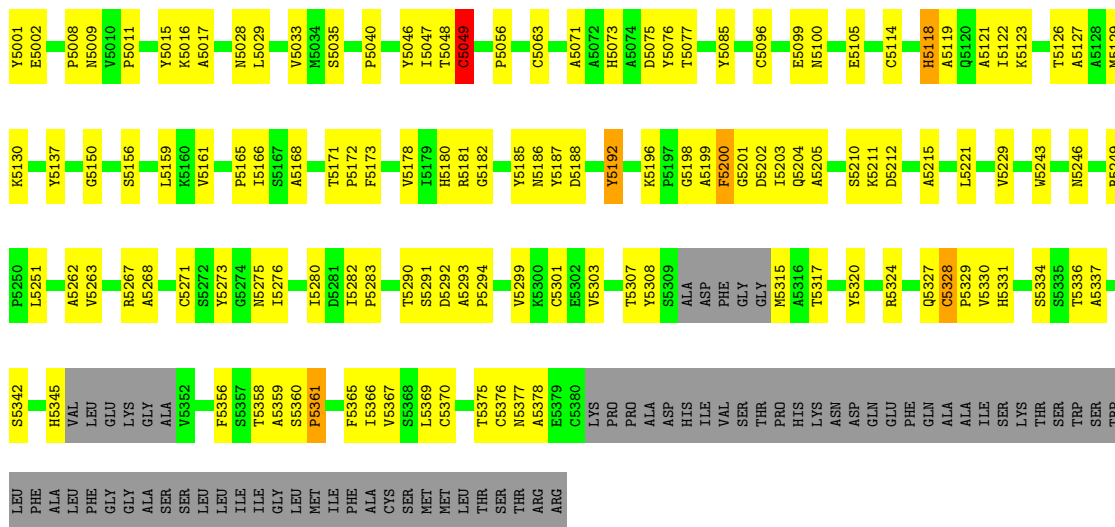 Y5001 E5002 P5008 N5009 V5010 P5011 Y5015 K5016 A5017 N5028 L5029 V5033 M5034 S5035 P5040 Y5046 I5047 T5048 C5049 P5056 C5063 A5071 A5072 H5073 A5074 D5075 Y5076 T5077 Y5085 C5096 E5099 N5100 E5105 C5114 H5118 A5119 Q5120 A5121 I5122 K5123 T5126 A5127 A5128 M5129
K5130 Y5137 G5150 S5156 L5159 K5160 V5161 P5165 I5166 S5167 A5168 T5171 P5172 F5173 V5178 I5179 H5180 R5181 G5182 Y5185 N5186 Y5187 D5188 Y5192 K5196 P5197 G5198 A5199 F5200 G5201 D5202 I5203 Q5204 A5205 S5210 K5211 D5212 A5215 L5221 V5229 W5243 N5246
P5250 L5251 A5262 V5263 R5267 A5268 C5271 S5272 Y5273 G5274 N5275 I5276 I5280 D5281 I5282 P5283 T5290 S5291 D5292 A5293 P5294 V5299 K5300 C5301 E5302 V5303 T5307 Y5308 S5309 ALA ASP PHE GLY GLY M5315 A5316 T5317 Y5320 R5324 Q5327 C5328 P5329 V5330 H5331 S5334 S5335 T5336 A5337
S5342 H5345 VAL LEU GLU LYS GLY ALA V5352 F5356 S5357 T5358 A5359 S5360 P5361 F5365 I5366 V5367 S5368 L5369 C5370 T5375 C5376 N5377 A5378 E5379 C5380 LYS PRO PRO ALA ASP HIS ILE VAL SER THR PRO HIS LYS ASN ASP GLN GLU PHE GLN ALA ALA ILE SER LYS THR SER TRP SER
LEU PHE ALA LEU PHE GLY GLY ALA SER SER LEU LEU ILE ILE GLY LEU MET ILE PHE ALA CYS SER MET MET LEU THR SER THR ARG ARG